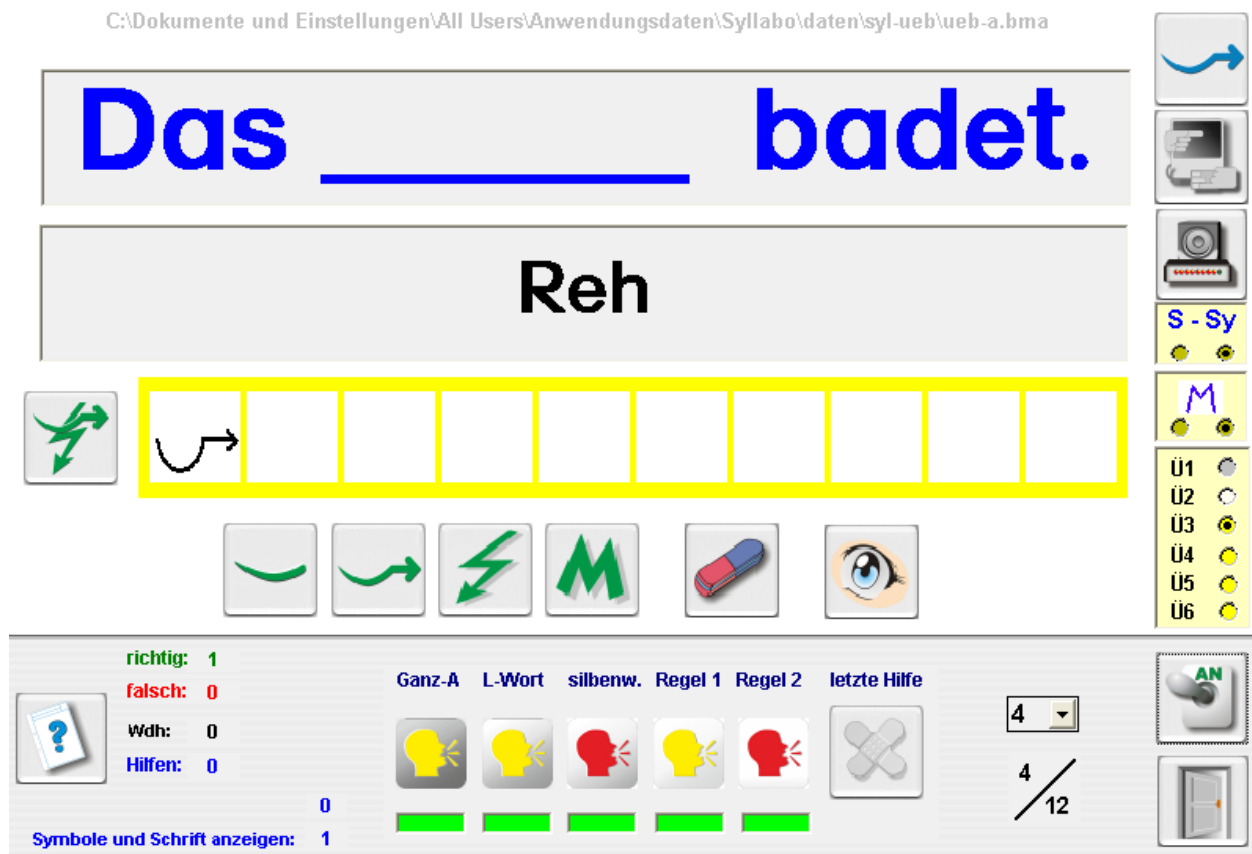 C:\Dokumente und Einstellungen\All Users\Anwendungsdaten\Syllabo\daten\syl-ueb\ueb-a.bma
Das _______ badet.
Reh
S - Sy
M
Ü1
Ü2
Ü3
Ü4
Ü5
Ü6
richtig: 1
falsch: 0
Wdh: 0
Hilfen: 0
0
Symbole und Schrift anzeigen: 1
Ganz-A L-Wort silbenw. Regel 1 Regel 2 letzte Hilfe
4
4/12
AN